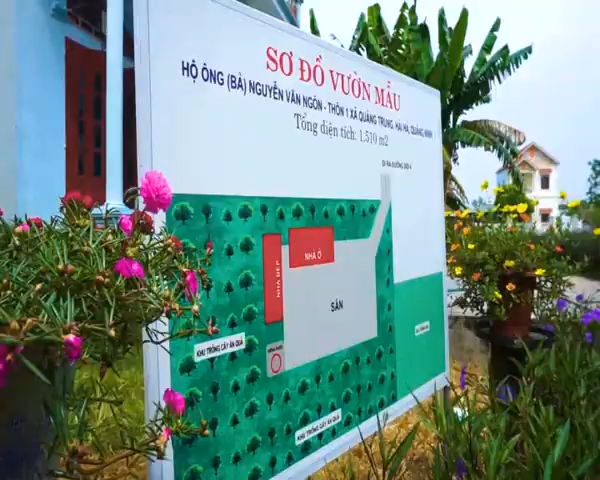 SƠ ĐỒ VƯỜN MẪU
HỘ ÔNG (BÀ) NGUYỄN VĂN NGÔN - THÔN 1 XÃ QUẢNG TRUNG, HẢI HÀ, QUẢNG NINH
Tổng diện tích: 1.510 m2
NHÀ Ở
NHÀ BẾP
SÂN
KHU TRỒNG CÂY ĂN QUẢ
KHU TRỒNG CÂY ĂN QUẢ